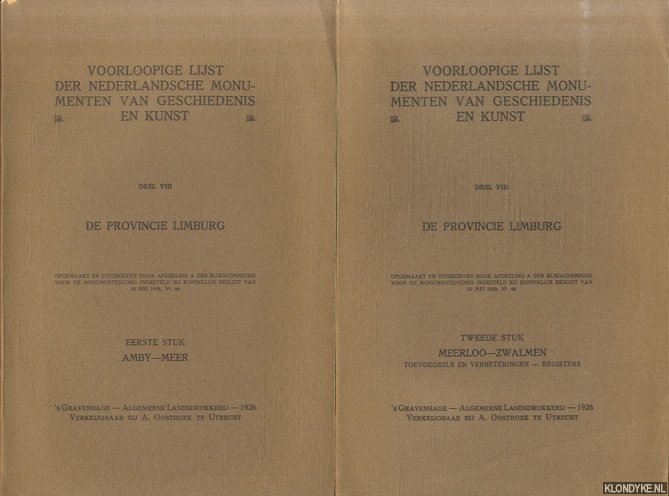 VOORLOOPIGE LIJST
DER NEDERLANDSCHE MONU-
MENTEN VAN GESCHIEDENIS
EN KUNST
DEEL VIII
DE PROVINCIE LIMBURG
OPGEMAAKT EN UITGEGEVEN DOOR AFDEELING A DER RIJKSCOMMISSIE
VOOR DE MONUMENTENZORG INGESTELD BIJ KONINKLIJK BESLUIT VAN
10 MEI 1918, Nº. 66
EERSTE STUK
AMBY—MEER
'S GRAVENHAGE — ALGEMEENE LANDSDRUKKERIJ — 1926
VERKRIJGBAAR BIJ A. OOSTHOEK TE UTRECHT
VOORLOOPIGE LIJST
DER NEDERLANDSCHE MONU-
MENTEN VAN GESCHIEDENIS
EN KUNST
DEEL VIII
DE PROVINCIE LIMBURG
OPGEMAAKT EN UITGEGEVEN DOOR AFDEELING A DER RIJKSCOMMISSIE
VOOR DE MONUMENTENZORG INGESTELD BIJ KONINKLIJK BESLUIT VAN
10 MEI 1918, Nº. 66
TWEEDE STUK
MEERLOO—ZWALMEN
TOEVOEGSELS EN VERBETERINGEN — REGISTERS
'S GRAVENHAGE — ALGEMEENE LANDSDRUKKERIJ — 1926
VERKRIJGBAAR BIJ A. OOSTHOEK TE UTRECHT
KLONDYKE.NL